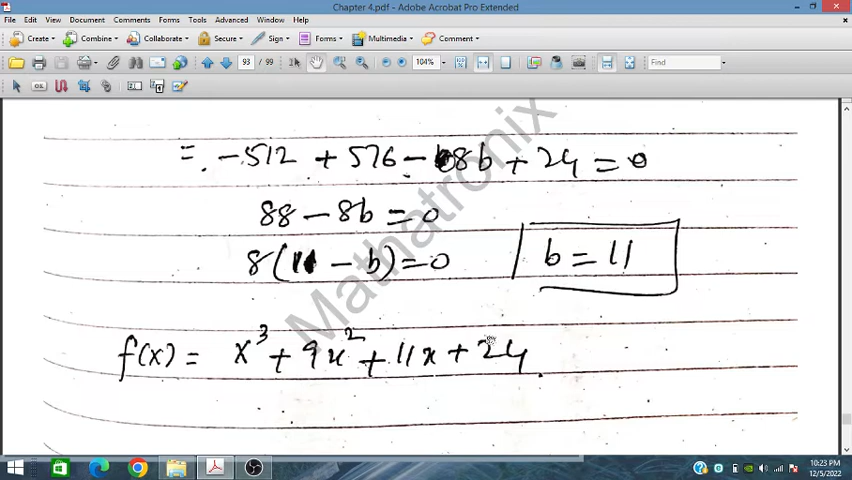 Chapter 4.pdf - Adobe Acrobat Pro Extended
File Edit View Document Comments Forms Tools Advanced Window Help
Create Combine Collaborate Secure Sign Forms Multimedia Comment
93 / 99 104% Find
= -512 + 576 - 8b + 24 = 0
88 - 8b = 0
8(11 - b) = 0 b = 11
f(x) = x³ + 9x² + 11x + 24
Mathatronix
10:23 PM
12/5/2022